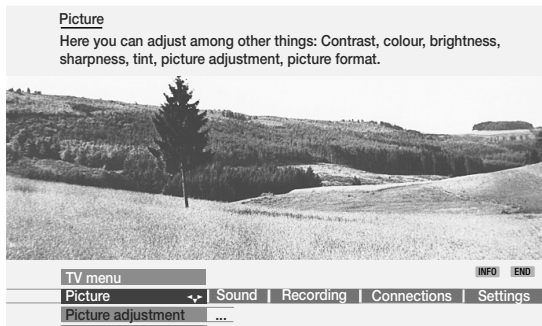 Picture
Here you can adjust among other things: Contrast, colour, brightness,
sharpness, tint, picture adjustment, picture format.
INFO END
TV menu
Picture Sound Recording Connections Settings
Picture adjustment ...